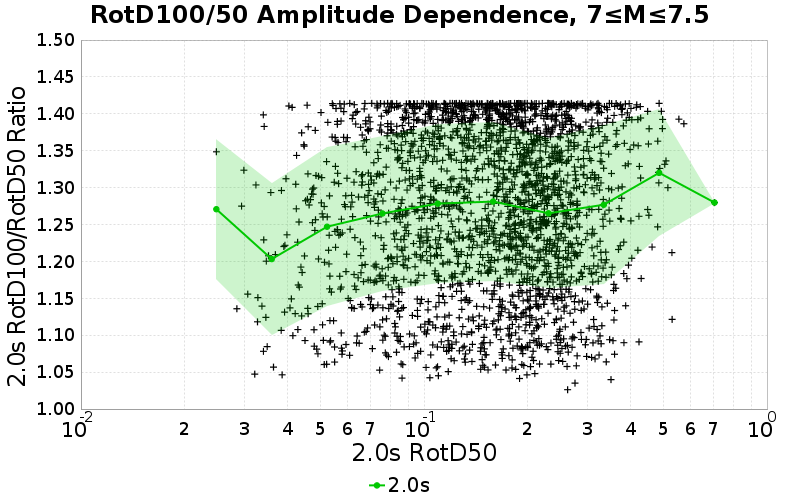 RotD100/50 Amplitude Dependence, 7≤M≤7.5
2.0s RotD100/RotD50 Ratio
1.50
1.45
1.40
1.35
1.30
1.25
1.20
1.15
1.10
1.05
1.00
10-2 2 3 4 5 6 7 10-1 2 3 4 5 6 7 100
2.0s RotD50
2.0s